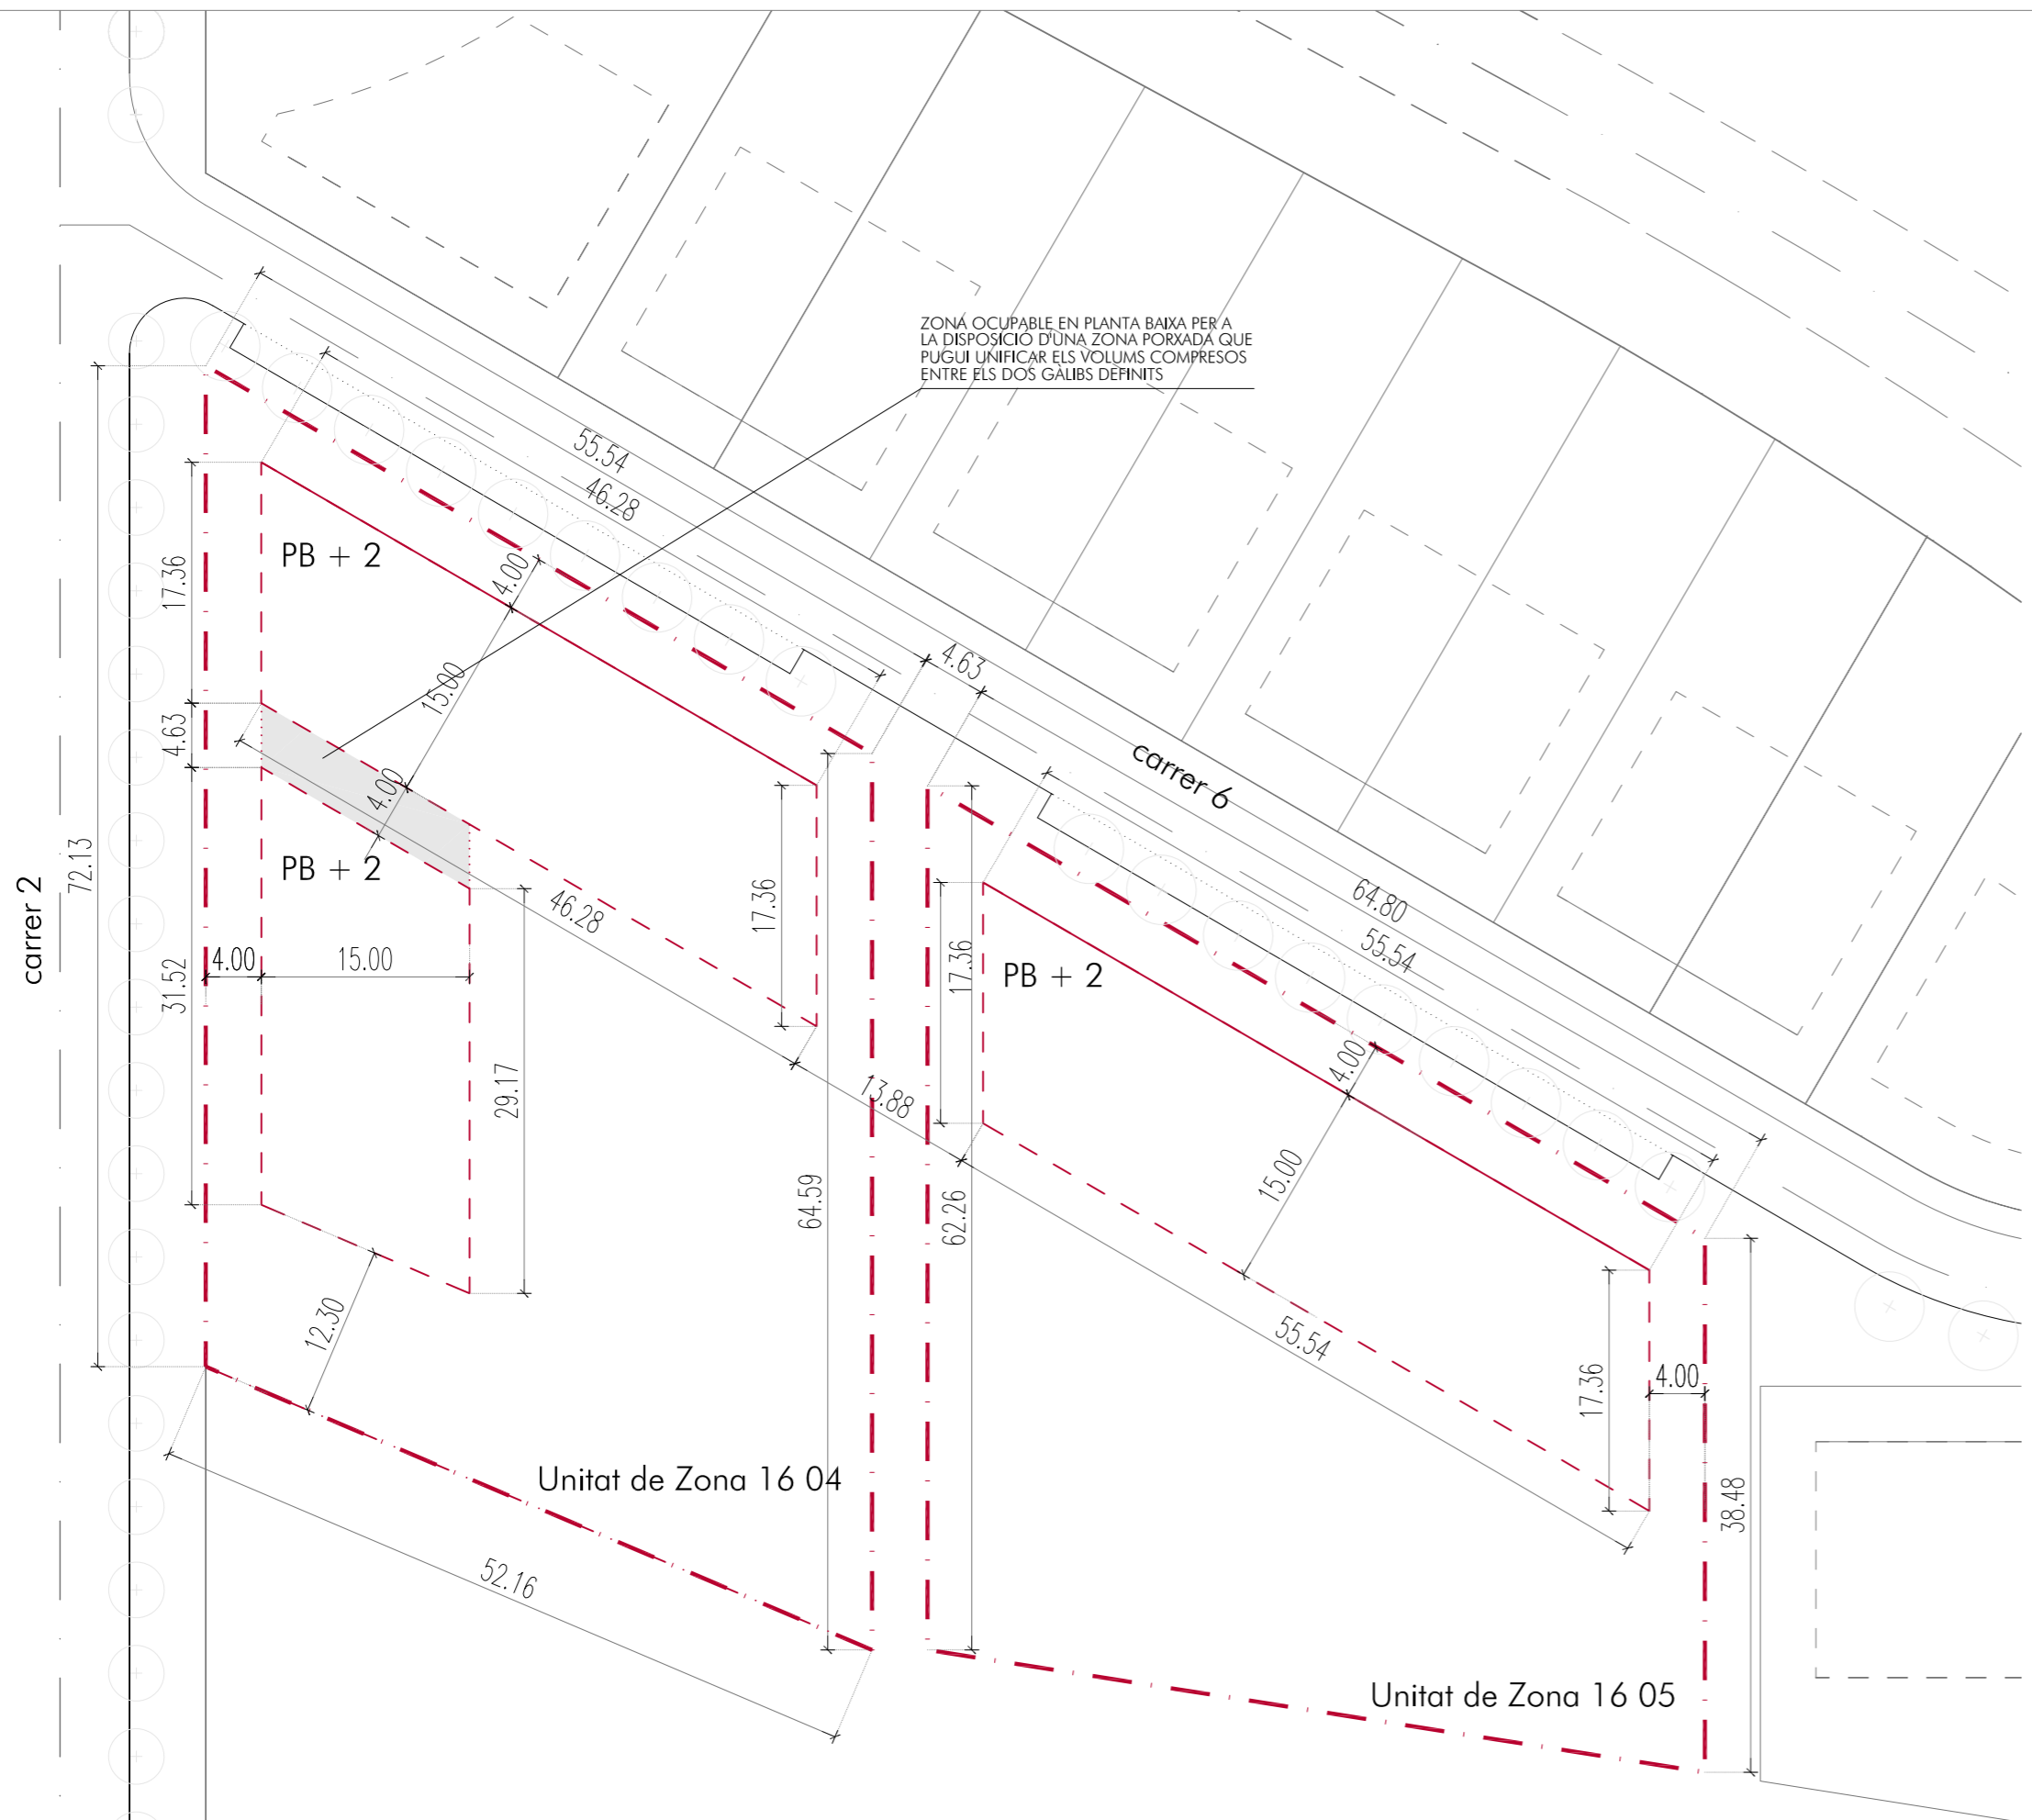 ZONA OCUPABLE EN PLANTA BAIXA PER A
LA DISPOSICIÓ D'UNA ZONA PORXADA QUE
PUGUI UNIFICAR ELS VOLUMS COMPRESOS
ENTRE ELS DOS GÀLIBS DEFINITS
55.54
46.28
PB + 2
4.00
17.36
15.00
4.63
4.63
carrer 6
4.00
PB + 2
72.13
carrer 2
46.28
17.36
64.80
55.54
4.00
15.00
31.52
17.36
PB + 2
29.17
13.88
4.00
15.00
64.59
62.26
12.30
55.54
17.36
4.00
38.48
Unitat de Zona 16 04
52.16
Unitat de Zona 16 05